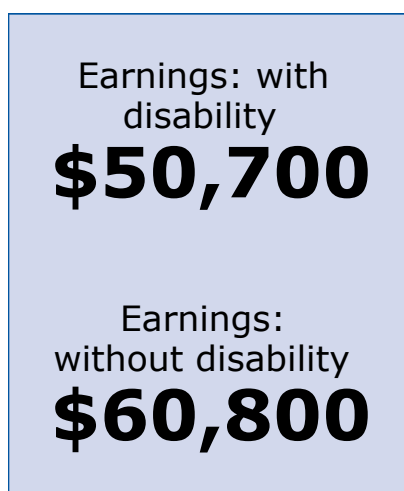 Earnings: with
disability
$50,700
Earnings:
without disability
$60,800